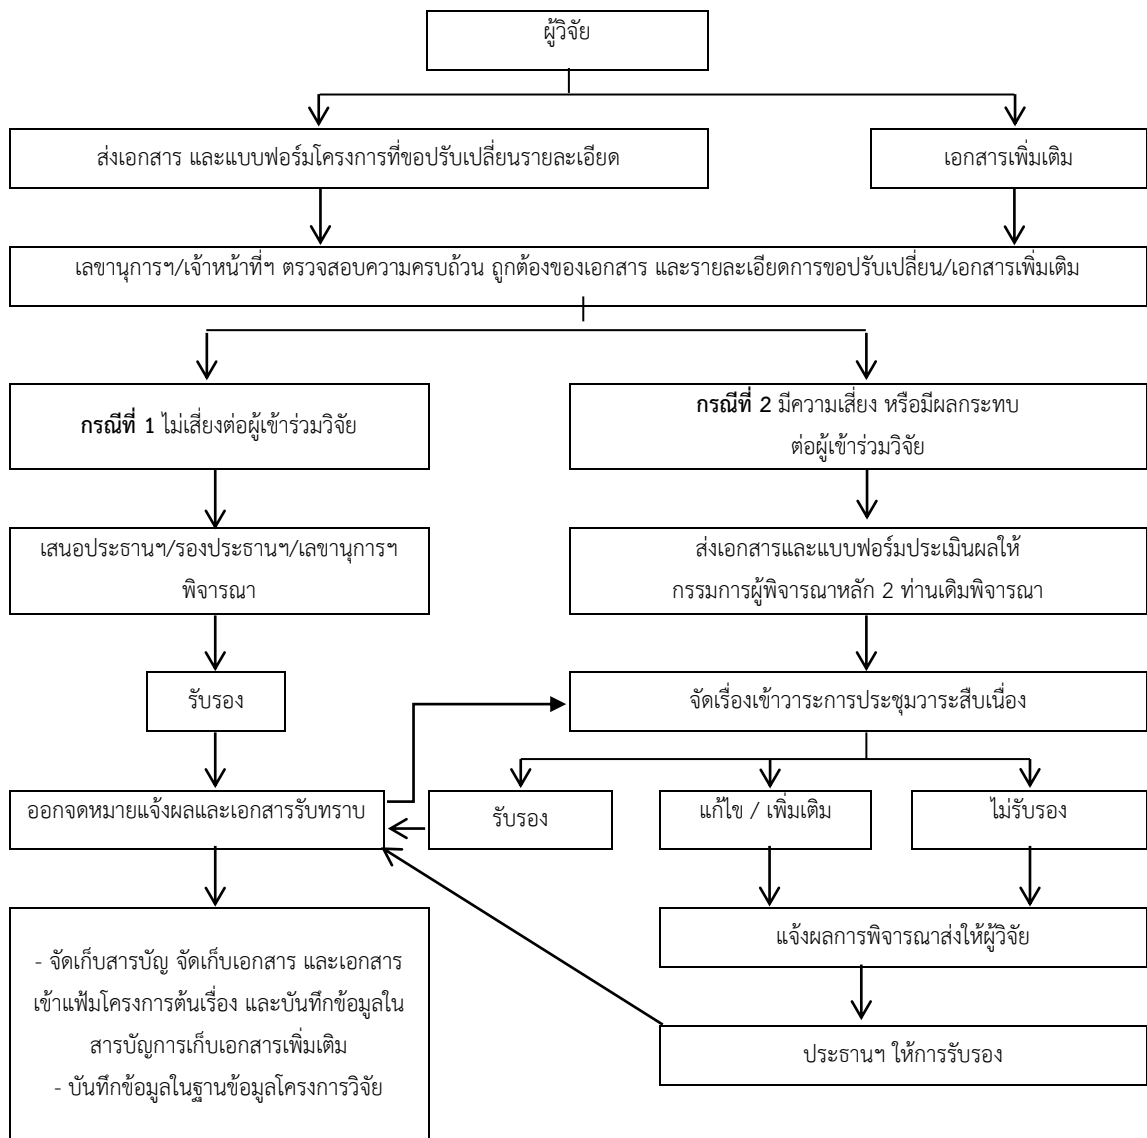 ผู้วิจัย
ส่งเอกสาร และแบบฟอร์มโครงการที่ขอปรับเปลี่ยนรายละเอียด
เอกสารเพิ่มเติม
เลขานุการฯ/เจ้าหน้าที่ฯ ตรวจสอบความครบถ้วน ถูกต้องของเอกสาร และรายละเอียดการขอปรับเปลี่ยน/เอกสารเพิ่มเติม
กรณีที่ 1 ไม่เสี่ยงต่อผู้เข้าร่วมวิจัย
กรณีที่ 2 มีความเสี่ยง หรือมีผลกระทบ
ต่อผู้เข้าร่วมวิจัย
เสนอประธานฯ/รองประธานฯ/เลขานุการฯ
พิจารณา
ส่งเอกสารและแบบฟอร์มประเมินผลให้
กรรมการผู้พิจารณาหลัก 2 ท่านเดิมพิจารณา
รับรอง
จัดเรื่องเข้าวาระการประชุมวาระสืบเนื่อง
ออกจดหมายแจ้งผลและเอกสารรับทราบ
รับรอง
แก้ไข / เพิ่มเติม
ไม่รับรอง
แจ้งผลการพิจารณาส่งให้ผู้วิจัย
ประธานฯ ให้การรับรอง
- จัดเก็บสารบัญ จัดเก็บเอกสาร และเอกสาร
เข้าแฟ้มโครงการต้นเรื่อง และบันทึกข้อมูลใน
สารบัญการเก็บเอกสารเพิ่มเติม
- บันทึกข้อมูลในฐานข้อมูลโครงการวิจัย